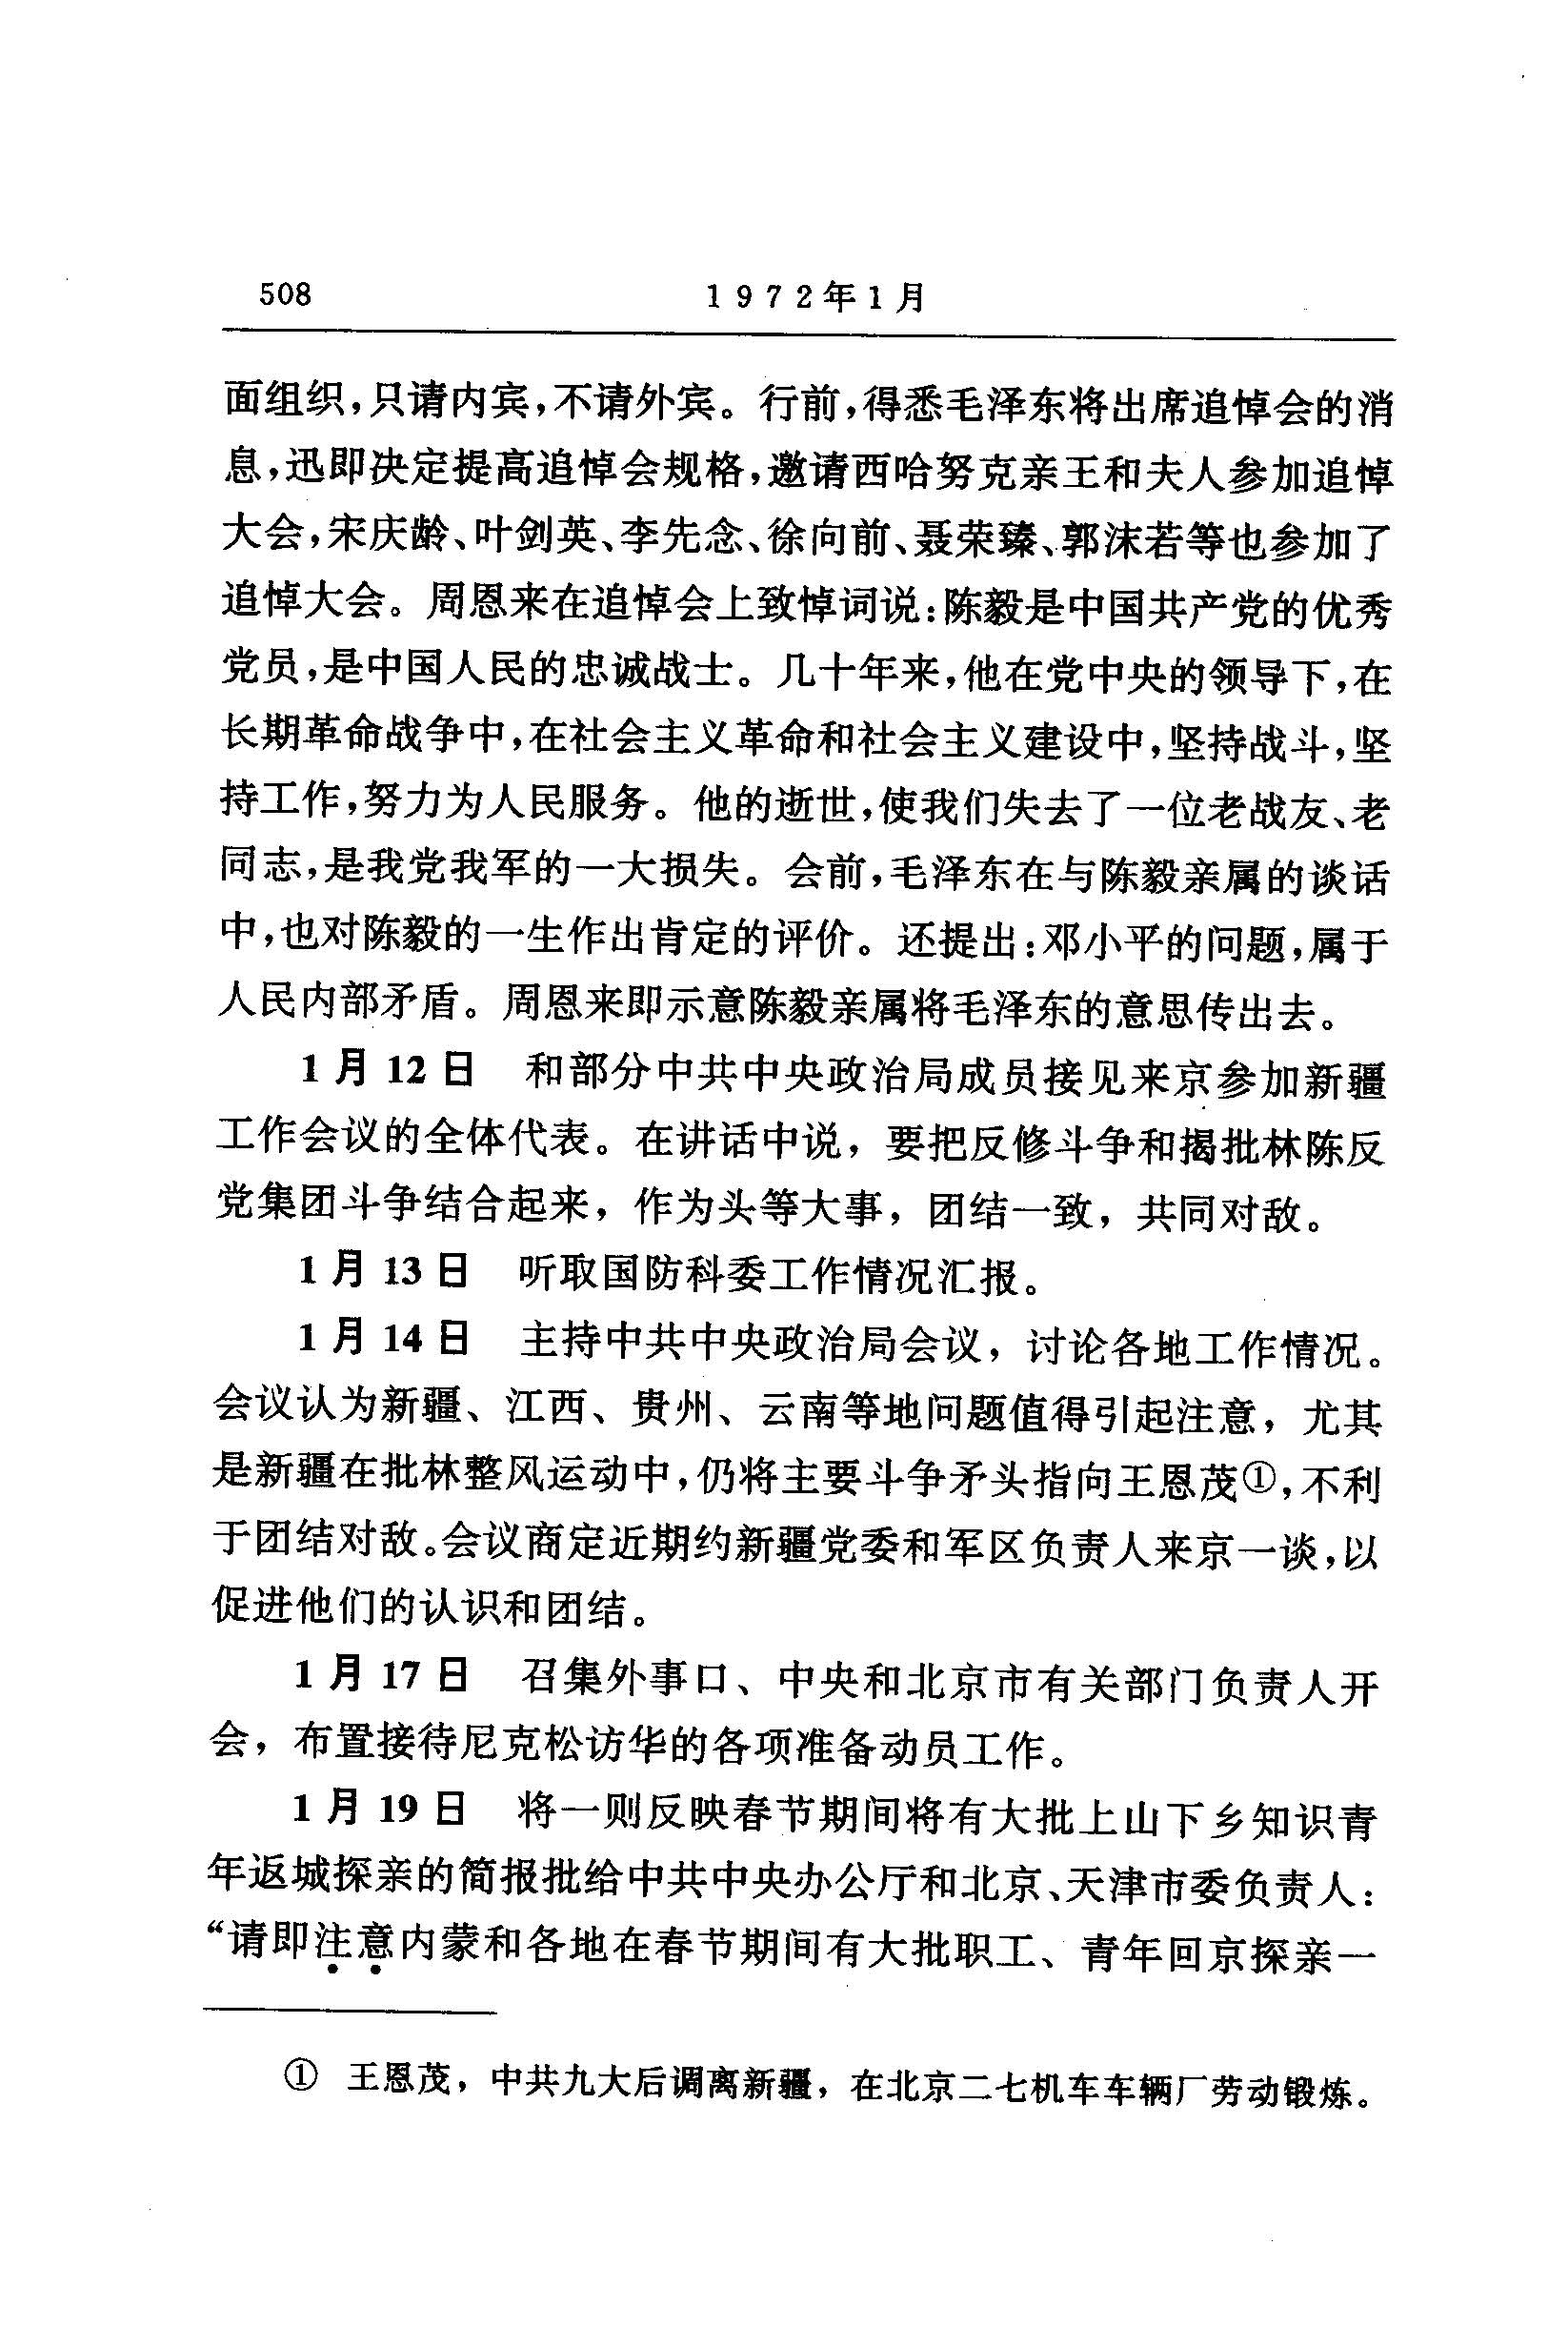 508 1972年1月
面组织,只请内宾,不请外宾。行前,得悉毛泽东将出席追悼会的消
息,迅即决定提高追悼会规格,邀请西哈努克亲王和夫人参加追悼
大会,宋庆龄、叶剑英、李先念、徐向前、聂荣臻、郭沫若等也参加了
追悼大会。周恩来在追悼会上致悼词说:陈毅是中国共产党的优秀
党员,是中国人民的忠诚战士。几十年来,他在党中央的领导下,在
长期革命战争中,在社会主义革命和社会主义建设中,坚持战斗,坚
持工作,努力为人民服务。他的逝世,使我们失去了一位老战友、老
同志,是我党我军的一大损失。会前,毛泽东在与陈毅亲属的谈话
中,也对陈毅的一生作出肯定的评价。还提出:邓小平的问题,属于
人民内部矛盾。周恩来即示意陈毅亲属将毛泽东的意思传出去。
1月12日 和部分中共中央政治局成员接见来京参加新疆
工作会议的全体代表。在讲话中说，要把反修斗争和揭批林陈反
党集团斗争结合起来，作为头等大事，团结一致，共同对敌。
1月13日 听取国防科委工作情况汇报。
1月14日 主持中共中央政治局会议，讨论各地工作情况。
会议认为新疆、江西、贵州、云南等地问题值得引起注意，尤其
是新疆在批林整风运动中,仍将主要斗争矛头指向王恩茂①,不利
于团结对敌。会议商定近期约新疆党委和军区负责人来京一谈,以
促进他们的认识和团结。
1月17日 召集外事口、中央和北京市有关部门负责人开
会，布置接待尼克松访华的各项准备动员工作。
1月19日 将一则反映春节期间将有大批上山下乡知识青
年返城探亲的简报批给中共中央办公厅和北京、天津市委负责人:
“请即注意内蒙和各地在春节期间有大批职工、青年回京探亲一
① 王恩茂，中共九大后调离新疆，在北京二七机车车辆厂劳动锻炼。